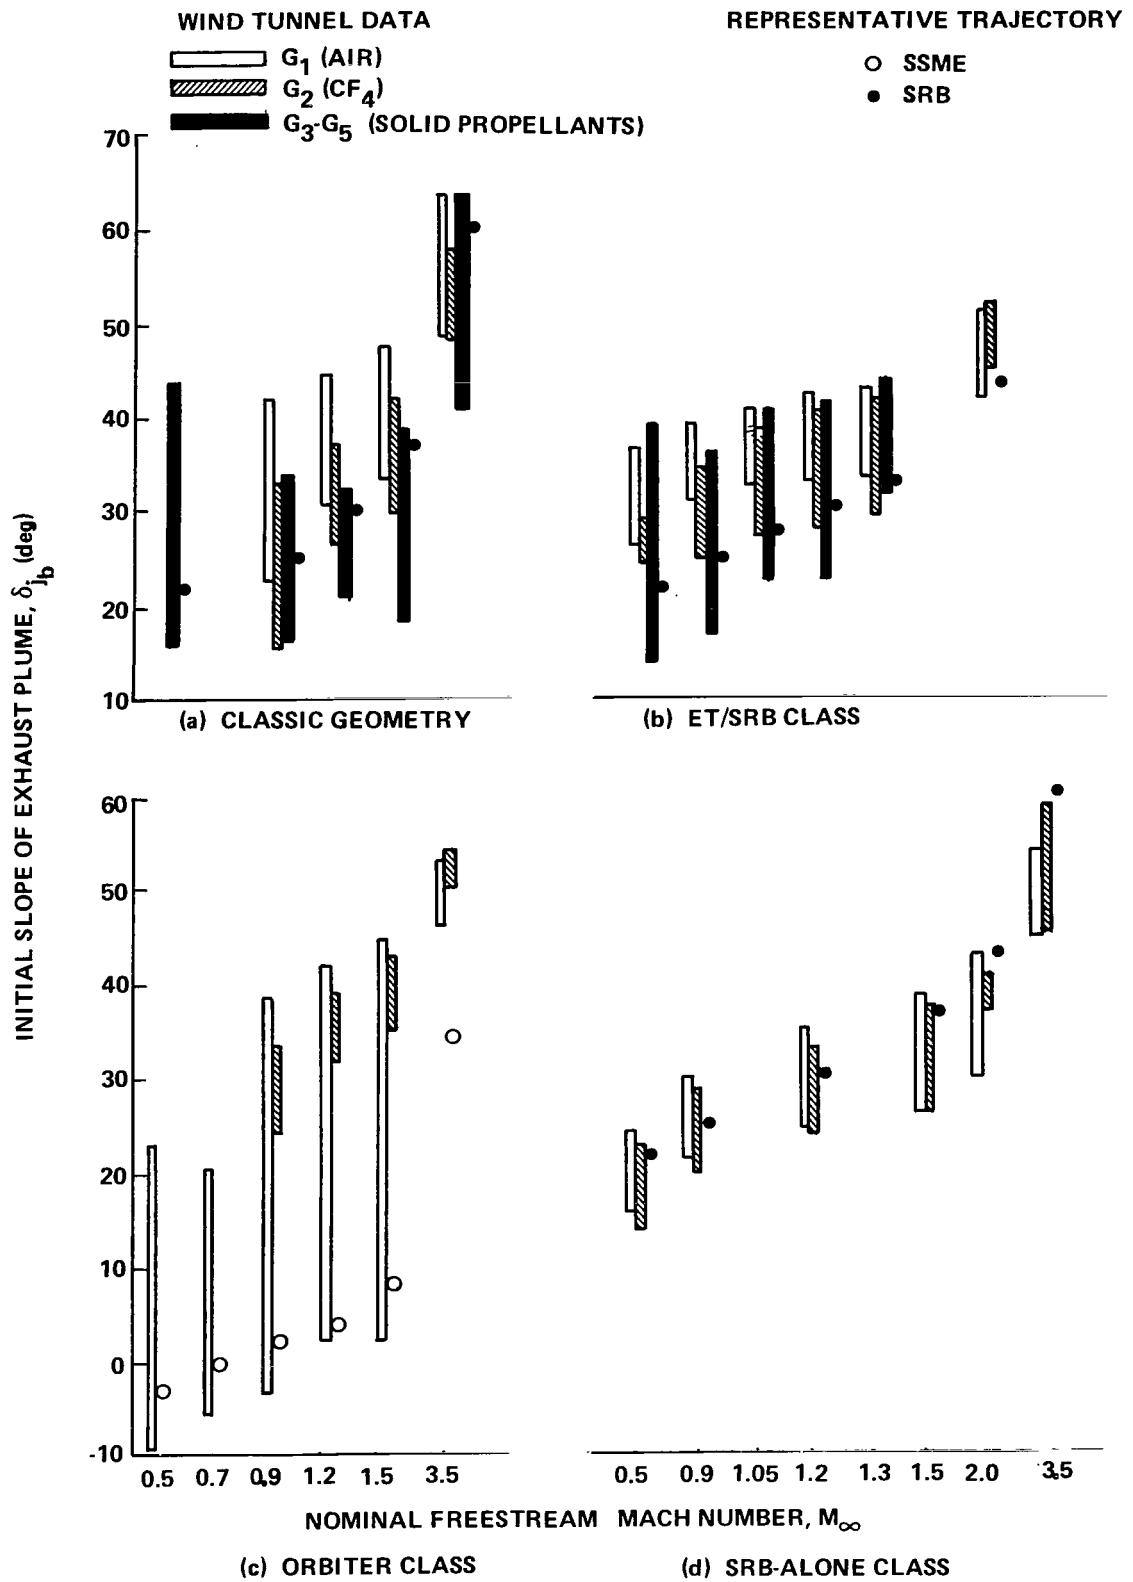 WIND TUNNEL DATA
G1 (AIR)
G2 (CF4)
G3-G5 (SOLID PROPELLANTS)
REPRESENTATIVE TRAJECTORY
SSME
SRB
INITIAL SLOPE OF EXHAUST PLUME, δjb (deg)
70
60
50
40
30
20
10
(a) CLASSIC GEOMETRY
(b) ET/SRB CLASS
60
50
40
30
20
10
0
-10
0.5 0.7 0.9 1.2 1.5 3.5
0.5 0.9 1.05 1.2 1.3 1.5 2.0 3.5
NOMINAL FREESTREAM MACH NUMBER, M∞
(c) ORBITER CLASS
(d) SRB-ALONE CLASS